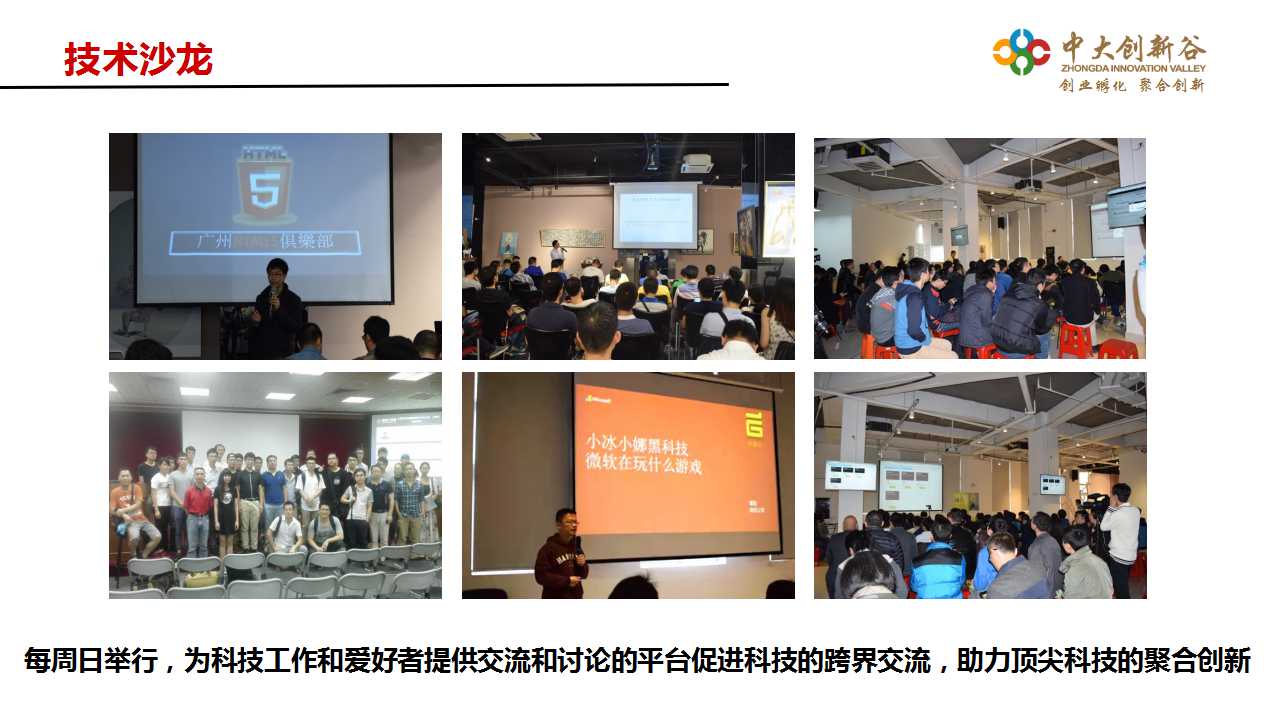 技术沙龙
中大创新谷
ZHONGDA INNOVATION VALLEY
创业孵化 聚合创新
HTML
5
广州HTML5俱樂部
Microsoft
小冰小娜黑科技
微软在玩什么游戏
每周日举行，为科技工作和爱好者提供交流和讨论的平台促进科技的跨界交流，助力顶尖科技的聚合创新